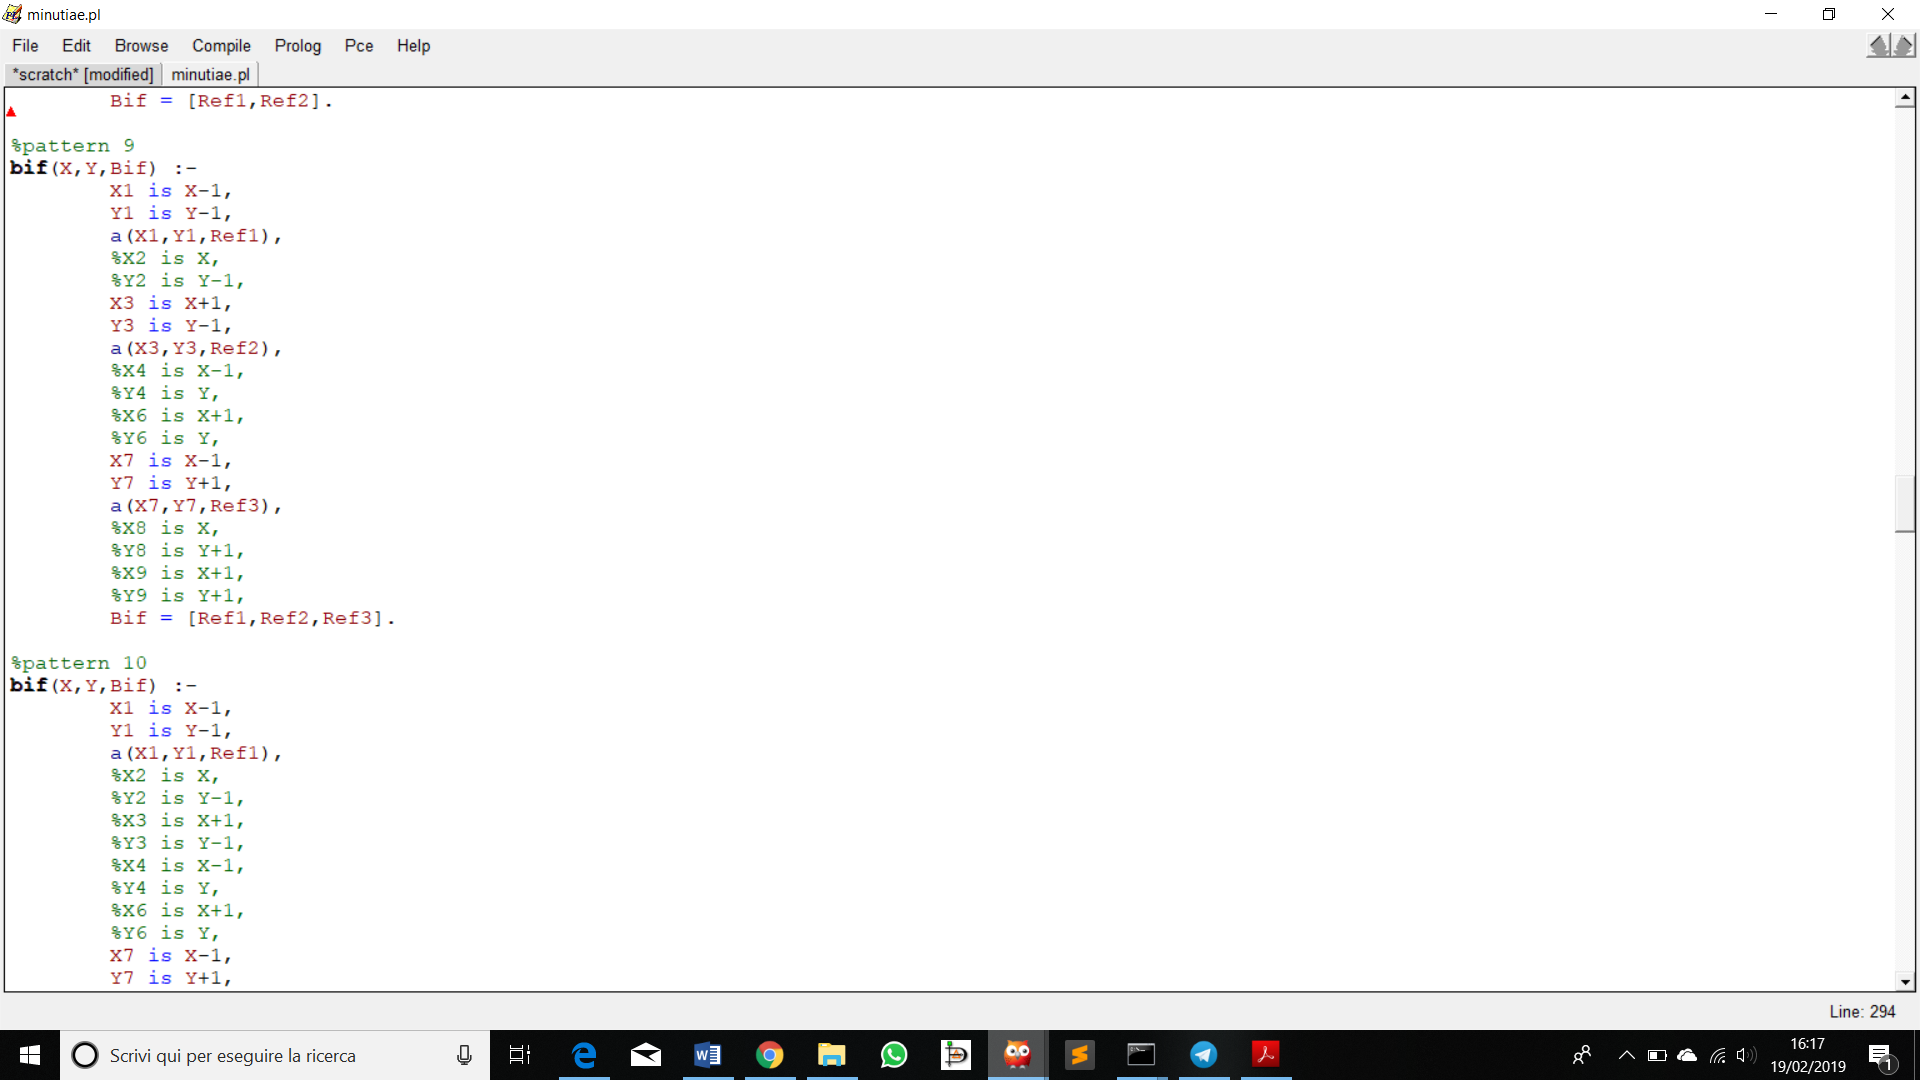 minutiae.pl
File Edit Browse Compile Prolog Pce Help
*scratch* [modified] minutiae.pl
Bif = [Ref1,Ref2].
%pattern 9
bif(X,Y,Bif) :-
X1 is X-1,
Y1 is Y-1,
a(X1,Y1,Ref1),
%X2 is X,
%Y2 is Y-1,
X3 is X+1,
Y3 is Y-1,
a(X3,Y3,Ref2),
%X4 is X-1,
%Y4 is Y,
%X6 is X+1,
%Y6 is Y,
X7 is X-1,
Y7 is Y+1,
a(X7,Y7,Ref3),
%X8 is X,
%Y8 is Y+1,
%X9 is X+1,
%Y9 is Y+1,
Bif = [Ref1,Ref2,Ref3].
%pattern 10
bif(X,Y,Bif) :-
X1 is X-1,
Y1 is Y-1,
a(X1,Y1,Ref1),
%X2 is X,
%Y2 is Y-1,
%X3 is X+1,
%Y3 is Y-1,
%X4 is X-1,
%Y4 is Y,
%X6 is X+1,
%Y6 is Y,
X7 is X-1,
Y7 is Y+1,
Line: 294
Scrivi qui per eseguire la ricerca
16:17
19/02/2019
1